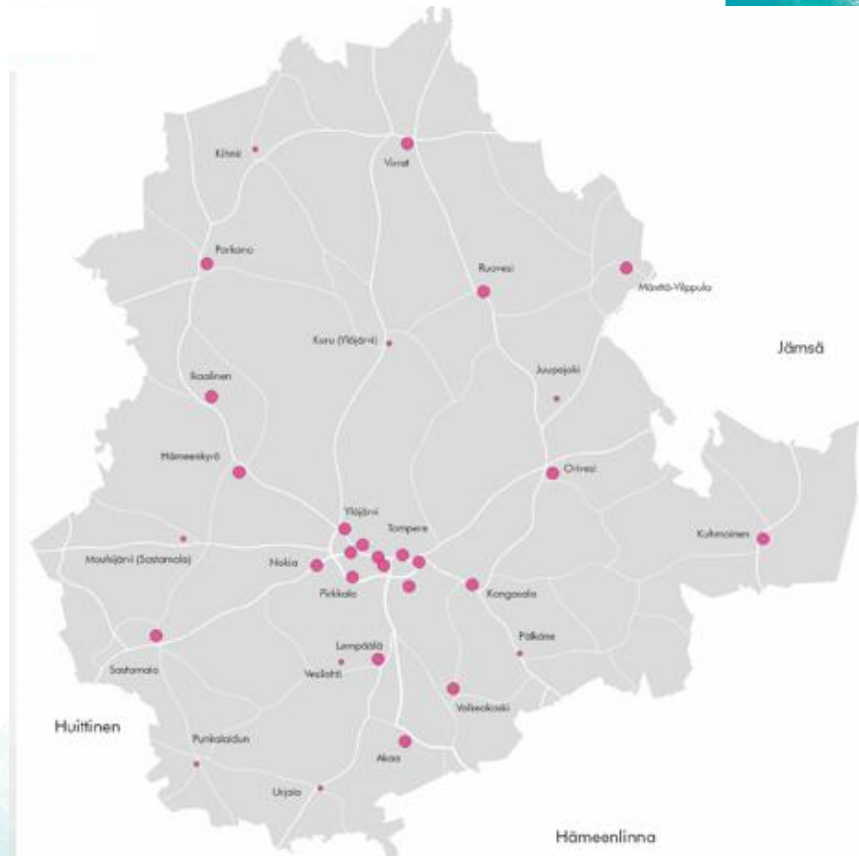 Kihniö
Virrat
Parkano
Ruovesi
Mänttä-Vilppula
Kuru (Ylöjärvi)
Jämsä
Juupajoki
Ikaalinen
Hämeenkyrö
Orivesi
Ylöjärvi
Tampere
Kuhmoinen
Mouhijärvi (Sastamala)
Nokia
Pirkkala
Kangasala
Pälkäne
Lempäälä
Sastamala
Vesilahti
Valkeakoski
Huittinen
Punkalaidun
Akaa
Urjala
Hämeenlinna